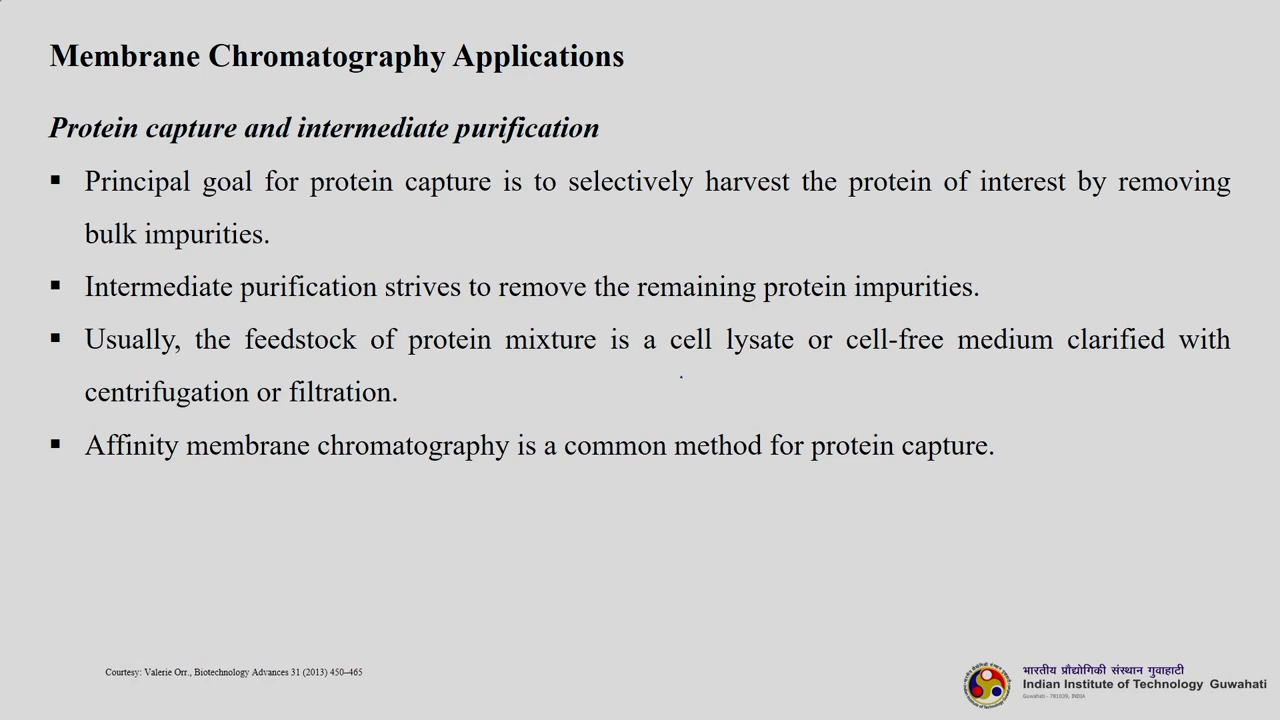 Membrane Chromatography Applications
Protein capture and intermediate purification
▪ Principal goal for protein capture is to selectively harvest the protein of interest by removing
bulk impurities.
▪ Intermediate purification strives to remove the remaining protein impurities.
▪ Usually, the feedstock of protein mixture is a cell lysate or cell-free medium clarified with
centrifugation or filtration.
▪ Affinity membrane chromatography is a common method for protein capture.
Courtesy: Valerie Orr., Biotechnology Advances 31 (2013) 450–465
भारतीय प्रौद्योगिकी संस्थान गुवाहाटी
Indian Institute of Technology Guwahati
Guwahati - 781039, INDIA